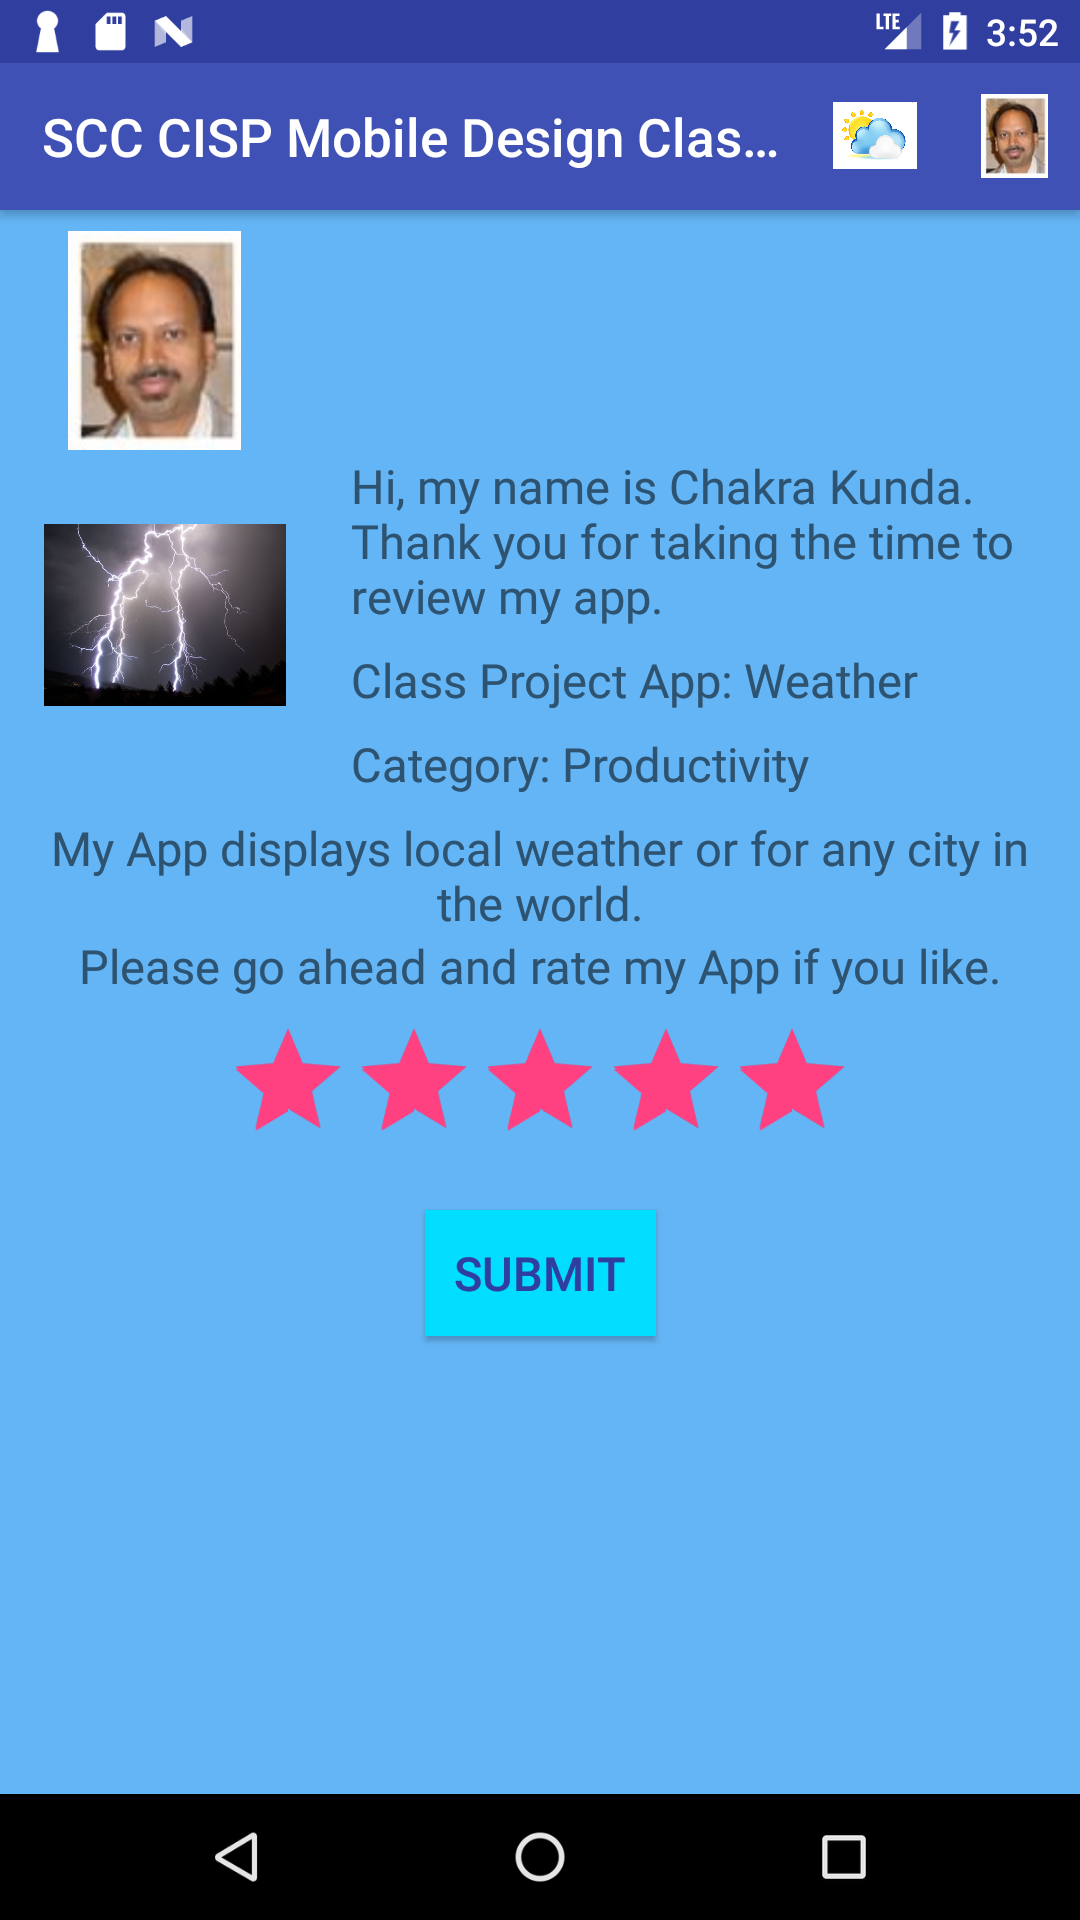 LTE 3:52
SCC CISP Mobile Design Clas...
Hi, my name is Chakra Kunda.
Thank you for taking the time to
review my app.
Class Project App: Weather
Category: Productivity
My App displays local weather or for any city in
the world.
Please go ahead and rate my App if you like.
SUBMIT